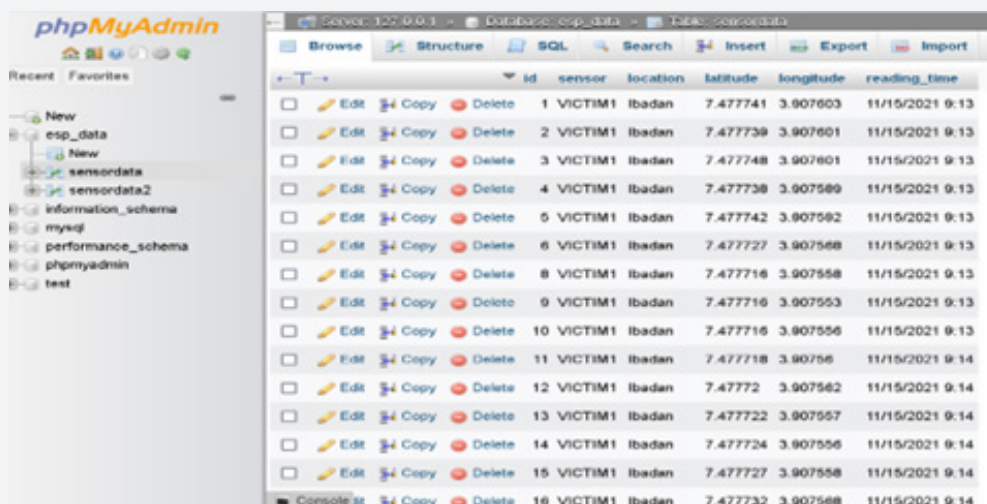 phpMyAdmin
Recent Favorites
New
esp_data
New
sensordata
sensordata2
information_schema
mysql
performance_schema
phpmyadmin
test
Server: 127.0.0.1 » Database: esp_data » Table: sensordata
Browse Structure SQL Search Insert Export Import
←T→ id sensor location latitude longitude reading_time
Edit Copy Delete 1 VICTIM1 Ibadan 7.477741 3.907603 11/15/2021 9:13
Edit Copy Delete 2 VICTIM1 Ibadan 7.477739 3.907601 11/15/2021 9:13
Edit Copy Delete 3 VICTIM1 Ibadan 7.477748 3.907601 11/15/2021 9:13
Edit Copy Delete 4 VICTIM1 Ibadan 7.477738 3.907589 11/15/2021 9:13
Edit Copy Delete 5 VICTIM1 Ibadan 7.477742 3.907592 11/15/2021 9:13
Edit Copy Delete 6 VICTIM1 Ibadan 7.477727 3.907568 11/15/2021 9:13
Edit Copy Delete 8 VICTIM1 Ibadan 7.477716 3.907558 11/15/2021 9:13
Edit Copy Delete 9 VICTIM1 Ibadan 7.477716 3.907553 11/15/2021 9:13
Edit Copy Delete 10 VICTIM1 Ibadan 7.477716 3.907556 11/15/2021 9:13
Edit Copy Delete 11 VICTIM1 Ibadan 7.477718 3.90756 11/15/2021 9:14
Edit Copy Delete 12 VICTIM1 Ibadan 7.47772 3.907562 11/15/2021 9:14
Edit Copy Delete 13 VICTIM1 Ibadan 7.477722 3.907557 11/15/2021 9:14
Edit Copy Delete 14 VICTIM1 Ibadan 7.477724 3.907556 11/15/2021 9:14
Edit Copy Delete 15 VICTIM1 Ibadan 7.477727 3.907558 11/15/2021 9:14
Console Copy Delete 16 VICTIM1 Ibadan 7.477732 3.907568 11/15/2021 9:14